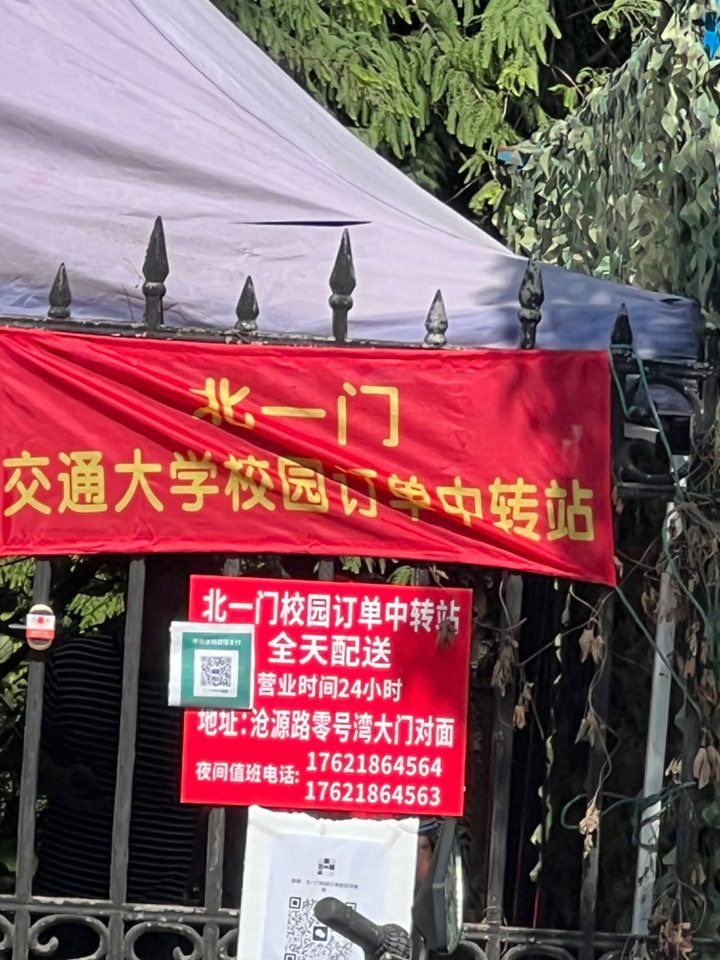 北一门
交通大学校园订单中转站
北一门校园订单中转站
全天配送
营业时间24小时
地址:沧源路零号湾大门对面
夜间值班电话:
17621864564
17621864563